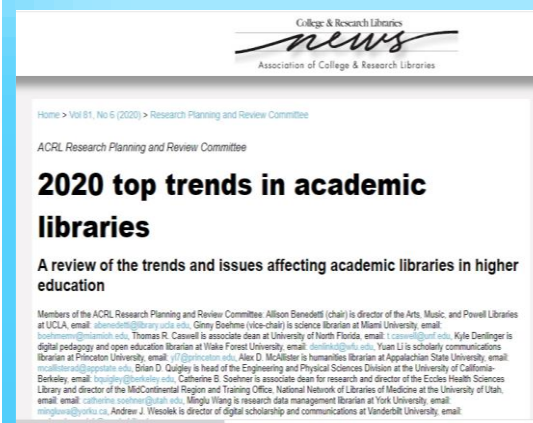 College & Research Libraries
news
Association of College & Research Libraries
Home > Vol 81, No 6 (2020) > Research Planning and Review Committee
ACRL Research Planning and Review Committee
2020 top trends in academic
libraries
A review of the trends and issues affecting academic libraries in higher
education
Members of the ACRL Research Planning and Review Committee: Allison Benedetti (chair) is director of the Arts, Music, and Powell Libraries
at UCLA, email: abenedetti@library.ucla.edu, Ginny Boehme (vice-chair) is science librarian at Miami University, email:
boehmemv@miamioh.edu, Thomas R. Caswell is associate dean at University of North Florida, email: t.caswell@unf.edu, Kyle Denlinger is
digital pedagogy and open education librarian at Wake Forest University, email: denlinkd@wfu.edu, Yuan Li is scholarly communications
librarian at Princeton University, email: yl7@princeton.edu, Alex D. McAllister is humanities librarian at Appalachian State University, email:
mcallisterad@appstate.edu, Brian D. Quigley is head of the Engineering and Physical Sciences Division at the University of California-
Berkeley, email: bquigley@berkeley.edu, Catherine B. Soehner is associate dean for research and director of the Eccles Health Sciences
Library and director of the MidContinental Region and Training Office, National Network of Libraries of Medicine at the University of Utah,
email: email: catherine.soehner@utah.edu, Minglu Wang is research data management librarian at York University, email:
mingluwa@yorku.ca, Andrew J. Wesolek is director of digital scholarship and communications at Vanderbilt University, email: